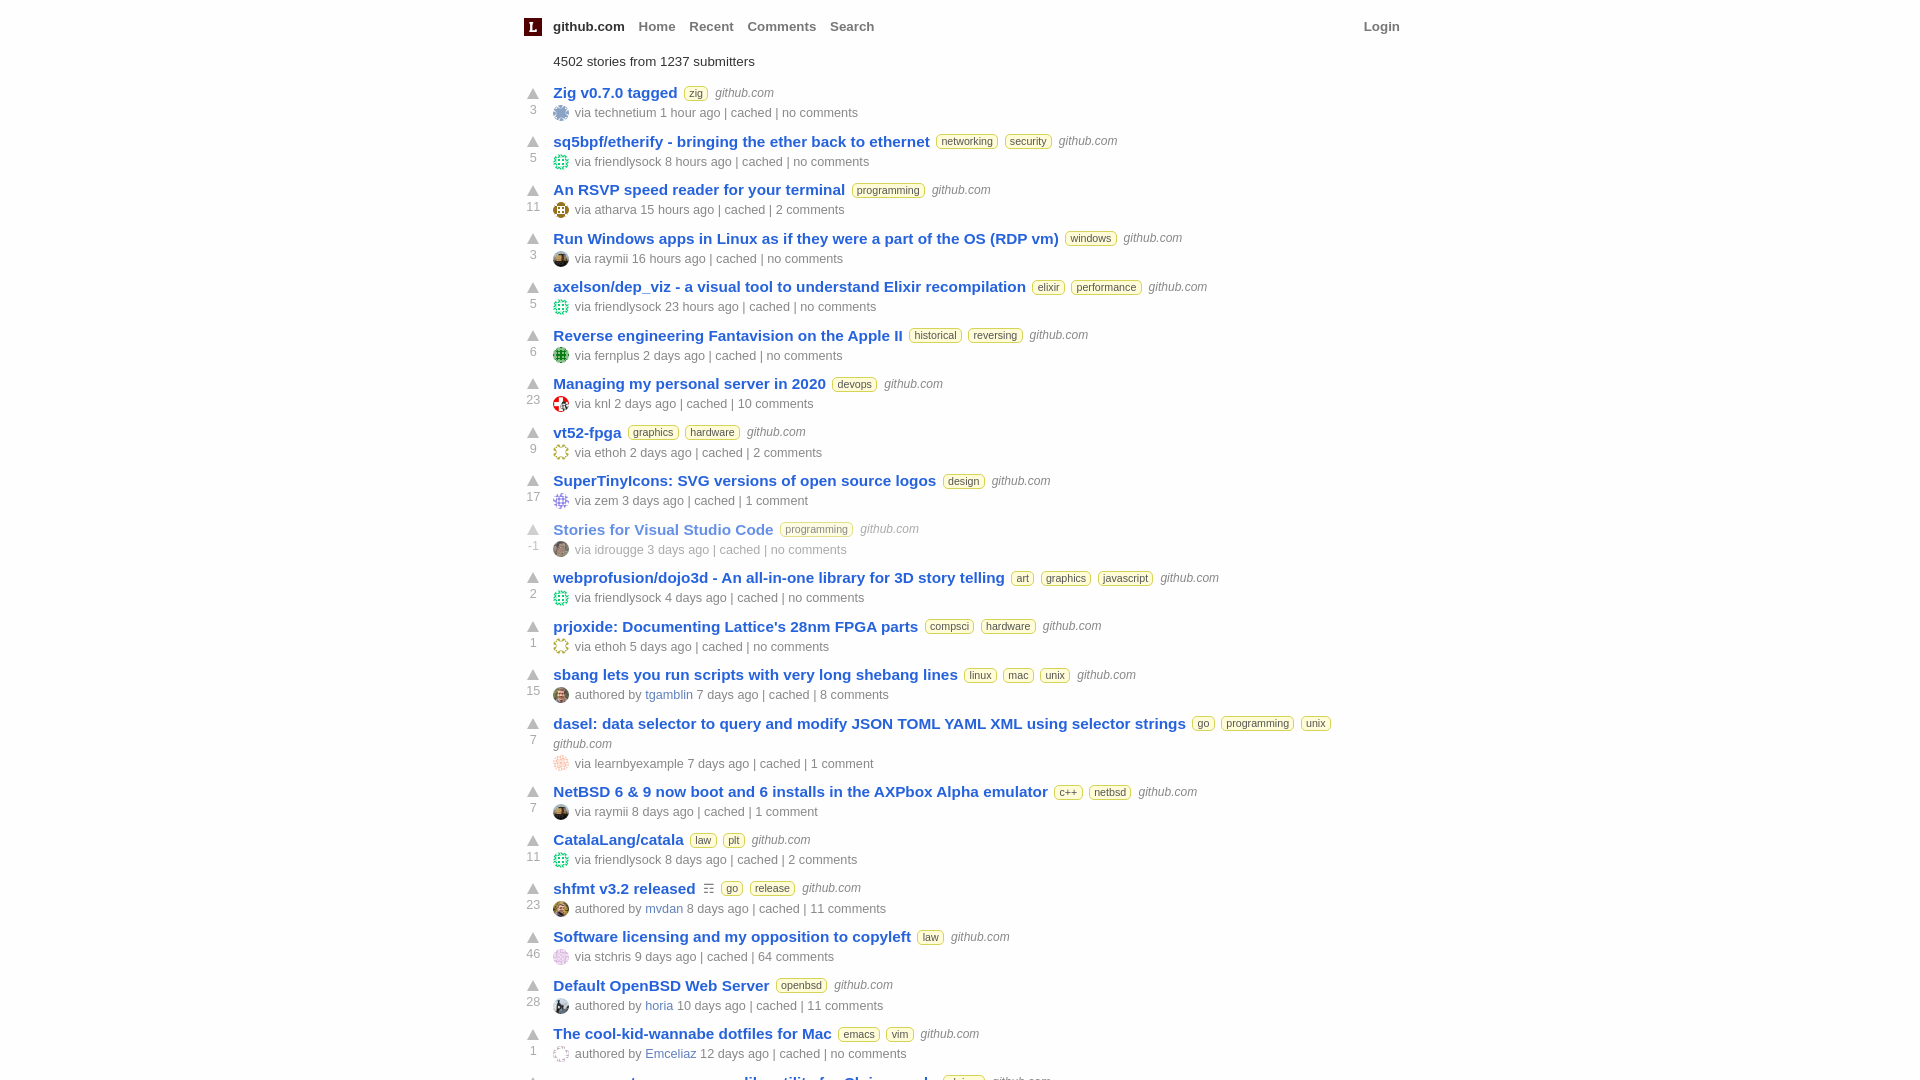 L github.com Home Recent Comments Search Login
4502 stories from 1237 submitters
Zig v0.7.0 tagged zig github.com
3 via technetium 1 hour ago | cached | no comments
sq5bpf/etherify - bringing the ether back to ethernet networking security github.com
5 via friendlysock 8 hours ago | cached | no comments
An RSVP speed reader for your terminal programming github.com
11 via atharva 15 hours ago | cached | 2 comments
Run Windows apps in Linux as if they were a part of the OS (RDP vm) windows github.com
3 via raymii 16 hours ago | cached | no comments
axelson/dep_viz - a visual tool to understand Elixir recompilation elixir performance github.com
5 via friendlysock 23 hours ago | cached | no comments
Reverse engineering Fantavision on the Apple II historical reversing github.com
6 via fernplus 2 days ago | cached | no comments
Managing my personal server in 2020 devops github.com
23 via knl 2 days ago | cached | 10 comments
vt52-fpga graphics hardware github.com
9 via ethoh 2 days ago | cached | 2 comments
SuperTinyIcons: SVG versions of open source logos design github.com
17 via zem 3 days ago | cached | 1 comment
Stories for Visual Studio Code programming github.com
-1 via idrougge 3 days ago | cached | no comments
webprofusion/dojo3d - An all-in-one library for 3D story telling art graphics javascript github.com
2 via friendlysock 4 days ago | cached | no comments
prjoxide: Documenting Lattice's 28nm FPGA parts compsci hardware github.com
1 via ethoh 5 days ago | cached | no comments
sbang lets you run scripts with very long shebang lines linux mac unix github.com
15 authored by tgamblin 7 days ago | cached | 8 comments
dasel: data selector to query and modify JSON TOML YAML XML using selector strings go programming unix
7 github.com
via learnbyexample 7 days ago | cached | 1 comment
NetBSD 6 & 9 now boot and 6 installs in the AXPbox Alpha emulator c++ netbsd github.com
7 via raymii 8 days ago | cached | 1 comment
CatalaLang/catala law plt github.com
11 via friendlysock 8 days ago | cached | 2 comments
shfmt v3.2 released ☶ go release github.com
23 authored by mvdan 8 days ago | cached | 11 comments
Software licensing and my opposition to copyleft law github.com
46 via stchris 9 days ago | cached | 64 comments
Default OpenBSD Web Server openbsd github.com
28 authored by horia 10 days ago | cached | 11 comments
The cool-kid-wannabe dotfiles for Mac emacs vim github.com
1 authored by Emceliaz 12 days ago | cached | no comments